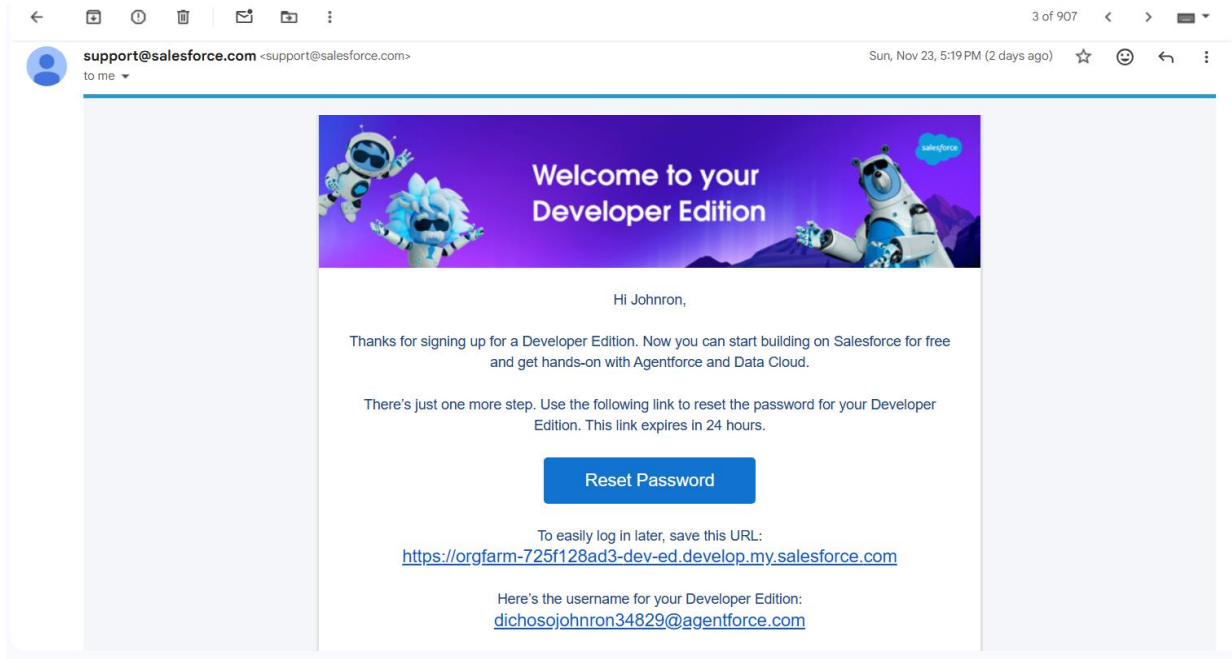 3 of 907
support@salesforce.com <support@salesforce.com>
Sun, Nov 23, 5:19 PM (2 days ago)
to me
salesforce
Welcome to your
Developer Edition
Hi Johnron,
Thanks for signing up for a Developer Edition. Now you can start building on Salesforce for free
and get hands-on with Agentforce and Data Cloud.
There's just one more step. Use the following link to reset the password for your Developer
Edition. This link expires in 24 hours.
Reset Password
To easily log in later, save this URL:
https://orgfarm-725f128ad3-dev-ed.develop.my.salesforce.com
Here's the username for your Developer Edition:
dichosojohnron34829@agentforce.com